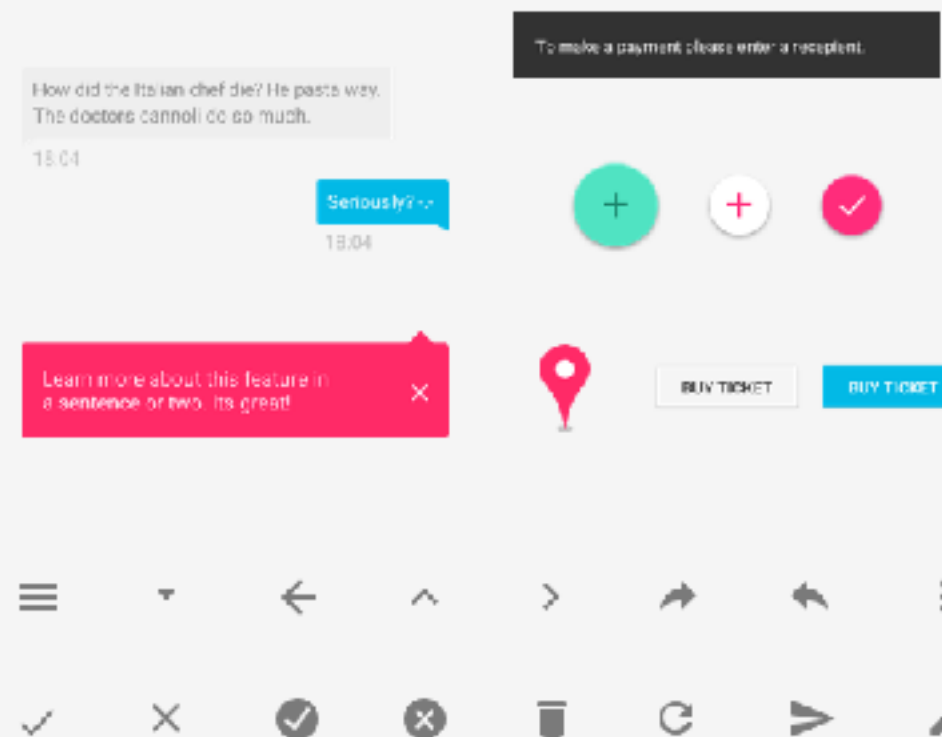 To make a payment please enter a recepient.
How did the Italian chef die? He pasta way.
The doctors cannoli do so much.
18:04
Seriously? -.-
18:04
Learn more about this feature in
a sentence or two. Its great!
BUY TICKET
BUY TICKET